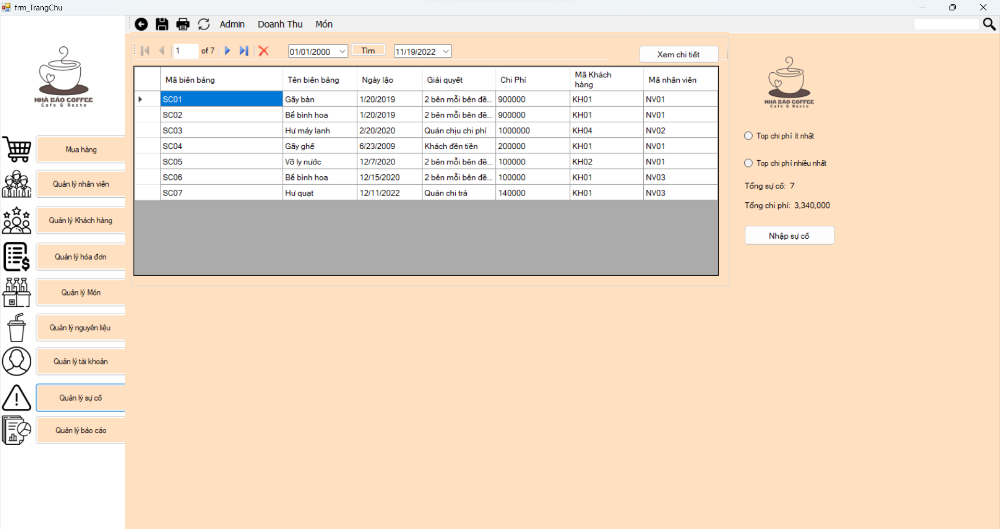 frm_TrangChu
Admin Doanh Thu Món
NHÀ BÁO COFFEE
Cafe & Resto
Mua hàng
Quản lý nhân viên
Quản lý Khách hàng
Quản lý hóa đơn
Quản lý Món
Quản lý nguyên liệu
Quản lý tài khoản
Quản lý sự cố
Quản lý báo cáo
1 of 7 01/01/2000 Tìm 11/19/2022 Xem chi tiết
Mã biên bảng Tên biên bảng Ngày lậo Giải quyết Chi Phí Mã Khách hàng Mã nhân viên
SC01 Gãy bàn 1/20/2019 2 bên mỗi bên đề... 900000 KH01 NV01
SC02 Bể bình hoa 1/20/2019 2 bên mỗi bên đề... 900000 KH01 NV01
SC03 Hư máy lanh 2/20/2020 Quán chịu chi phí 1000000 KH04 NV02
SC04 Gãy ghế 6/23/2009 Khách đền tiền 200000 KH01 NV01
SC05 Vỡ ly nước 12/7/2020 2 bên mỗi bên đề... 100000 KH02 NV01
SC06 Bể bình hoa 12/15/2020 2 bên mỗi bên đề... 100000 KH01 NV03
SC07 Hư quạt 12/11/2022 Quán chi trả 140000 KH01 NV03
NHÀ BÁO COFFEE
Cafe & Resto
Top chi phí ít nhất
Top chi phí nhiều nhất
Tổng sự cố: 7
Tổng chi phí: 3,340,000
Nhập sự cố